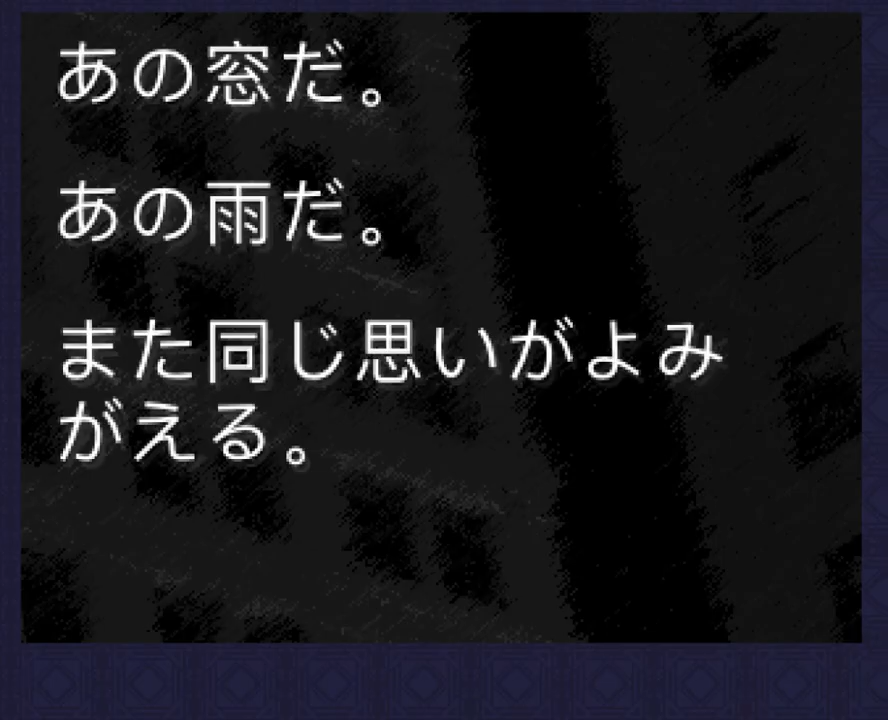 あの窓だ。
あの雨だ。
また同じ思いがよみ
がえる。